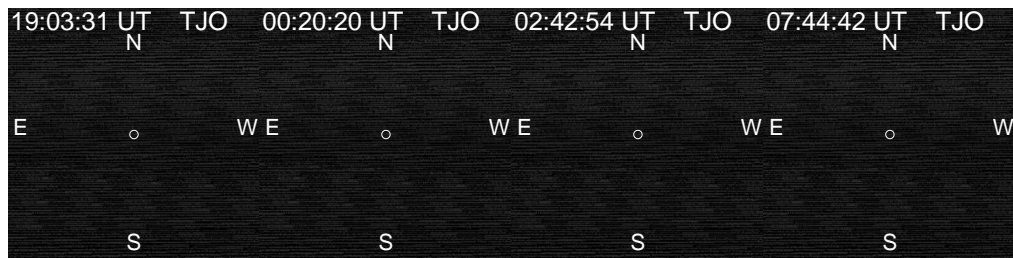 19:03:31 UT TJO 00:20:20 UT TJO 02:42:54 UT TJO 07:44:42 UT TJO
N N N N
E W E W E W E W
S S S S